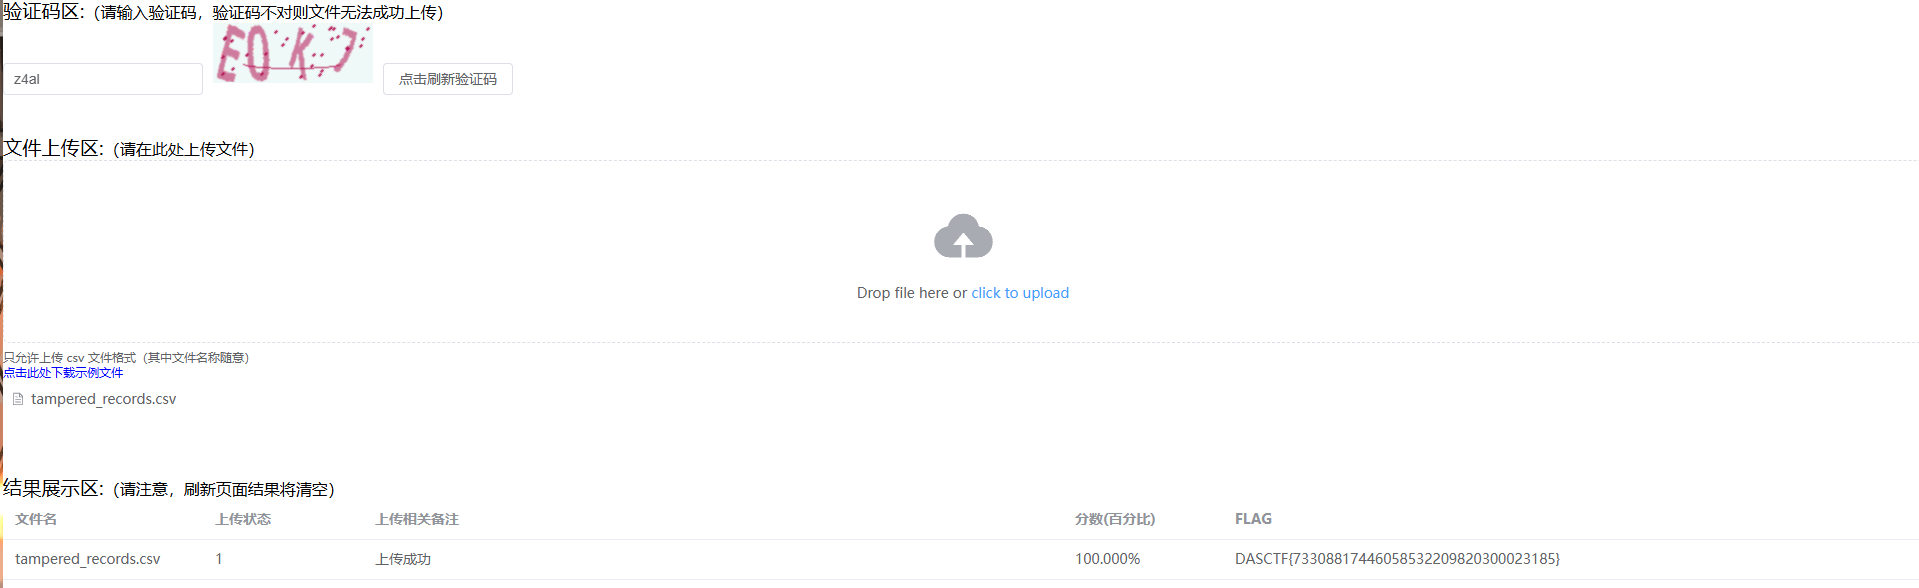 验证码区:（请输入验证码，验证码不对则文件无法成功上传）
EOK7
z4al
点击刷新验证码
文件上传区:（请在此处上传文件）
Drop file here or click to upload
只允许上传 csv 文件格式（其中文件名称随意）
点击此处下载示例文件
tampered_records.csv
结果展示区:（请注意，刷新页面结果将清空）
文件名 上传状态 上传相关备注 分数(百分比) FLAG
tampered_records.csv 1 上传成功 100.000% DASCTF{73308817446058532209820300023185}